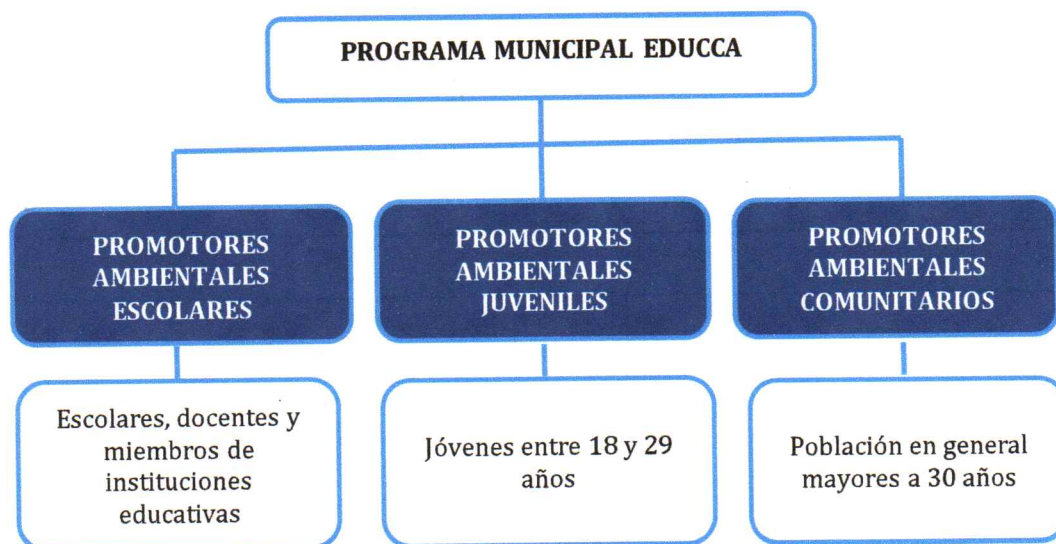 PROGRAMA MUNICIPAL EDUCCA
PROMOTORES
AMBIENTALES
ESCOLARES
PROMOTORES
AMBIENTALES
JUVENILES
PROMOTORES
AMBIENTALES
COMUNITARIOS
Escolares, docentes y
miembros de
instituciones
educativas
Jóvenes entre 18 y 29
años
Población en general
mayores a 30 años